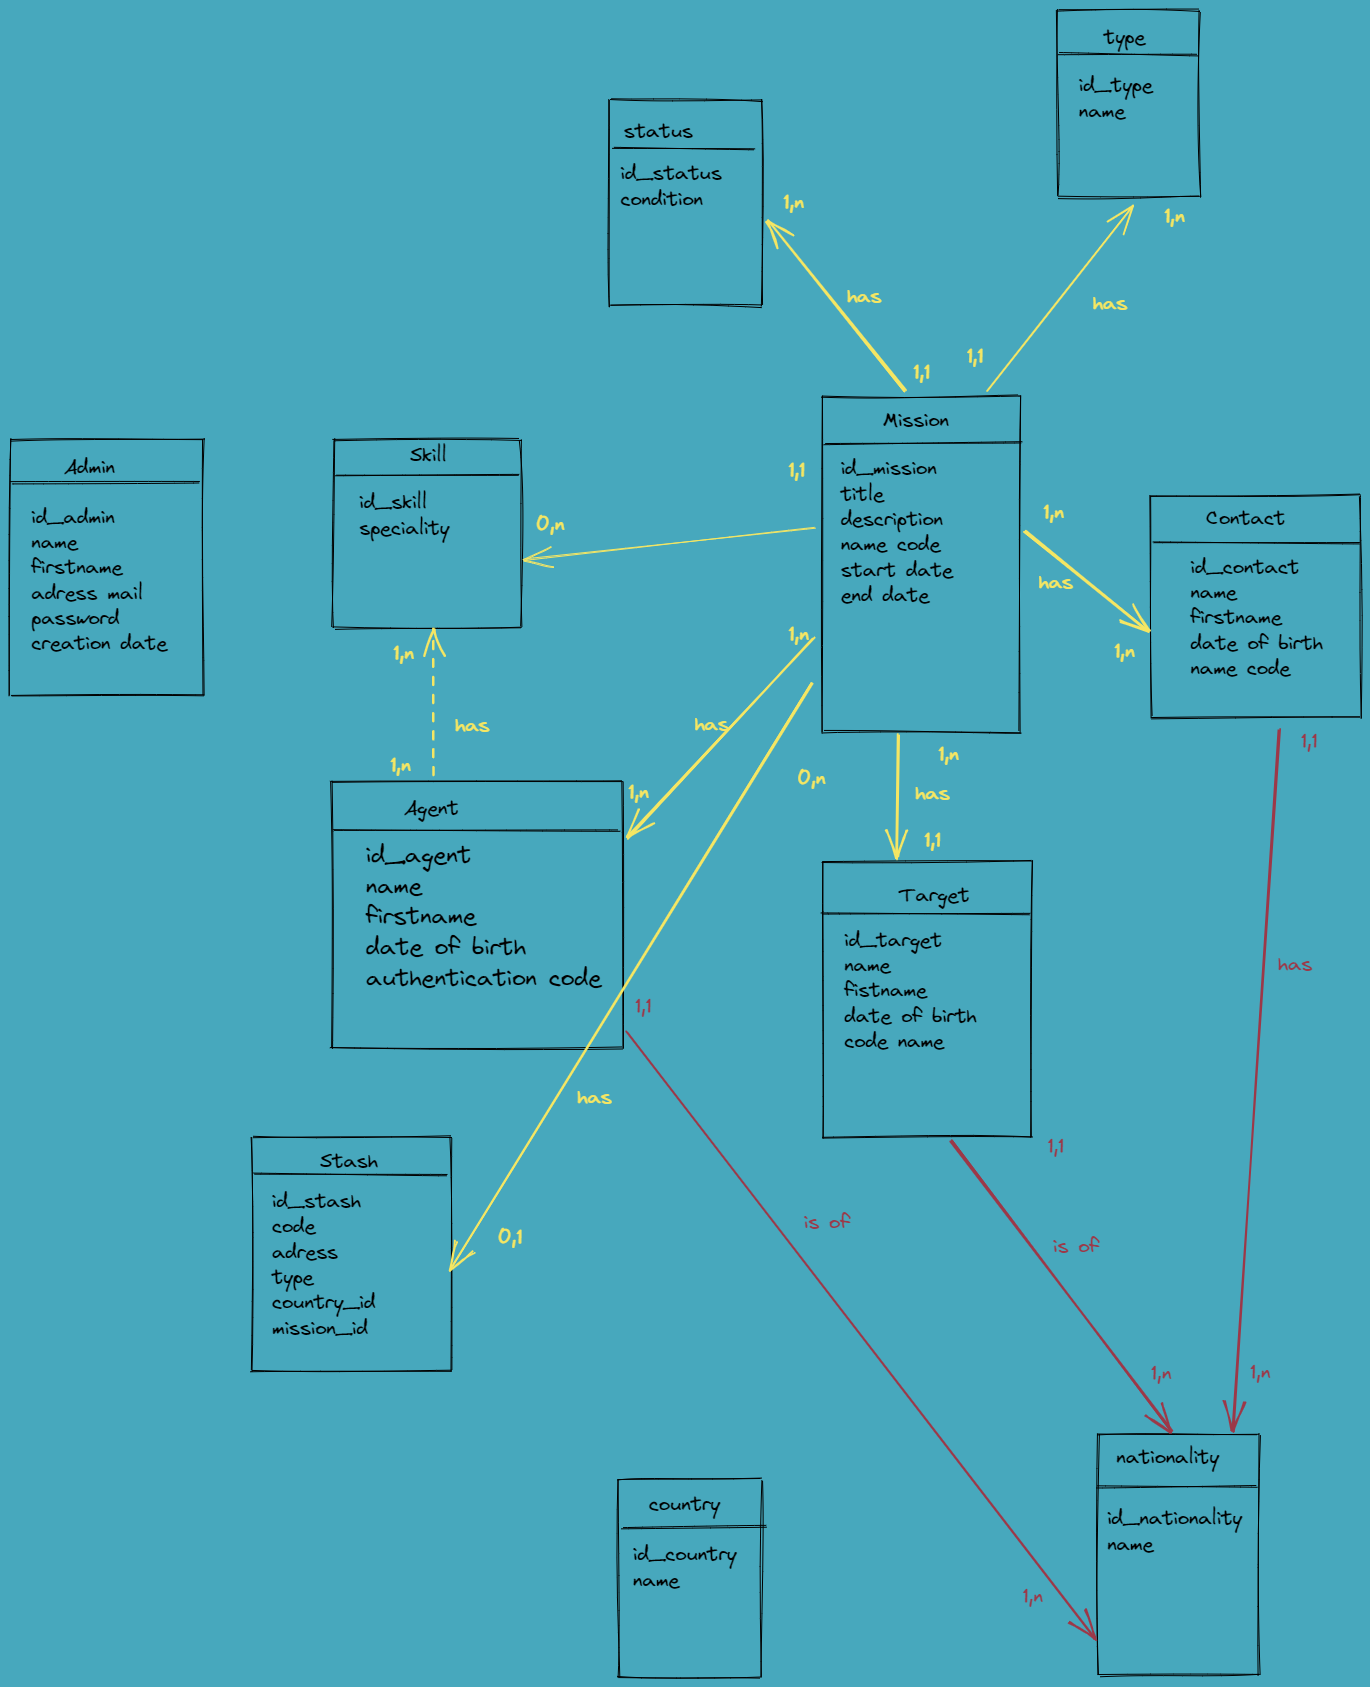 type
id_type
name
status
id_status
condition
1,n
1,n
has
has
1,1
1,1
Mission
id_mission
title
description
name code
start date
end date
Admin
id_admin
name
firstname
adress mail
password
creation date
Skill
id_skill
speciality
1,1
0,n
1,n
has
1,n
Contact
id_contact
name
firstname
date of birth
name code
1,n
has
1,n
1,n
has
1,n
0,n
1,n
has
1,1
1,1
Agent
id_agent
name
firstname
date of birth
authentication code
Target
id_target
name
fistname
date of birth
code name
has
1,1
has
1,1
Stash
id_stash
code
adress
type
country_id
mission_id
0,1
is of
is of
1,n
1,n
nationality
id_nationality
name
country
id_country
name
1,n